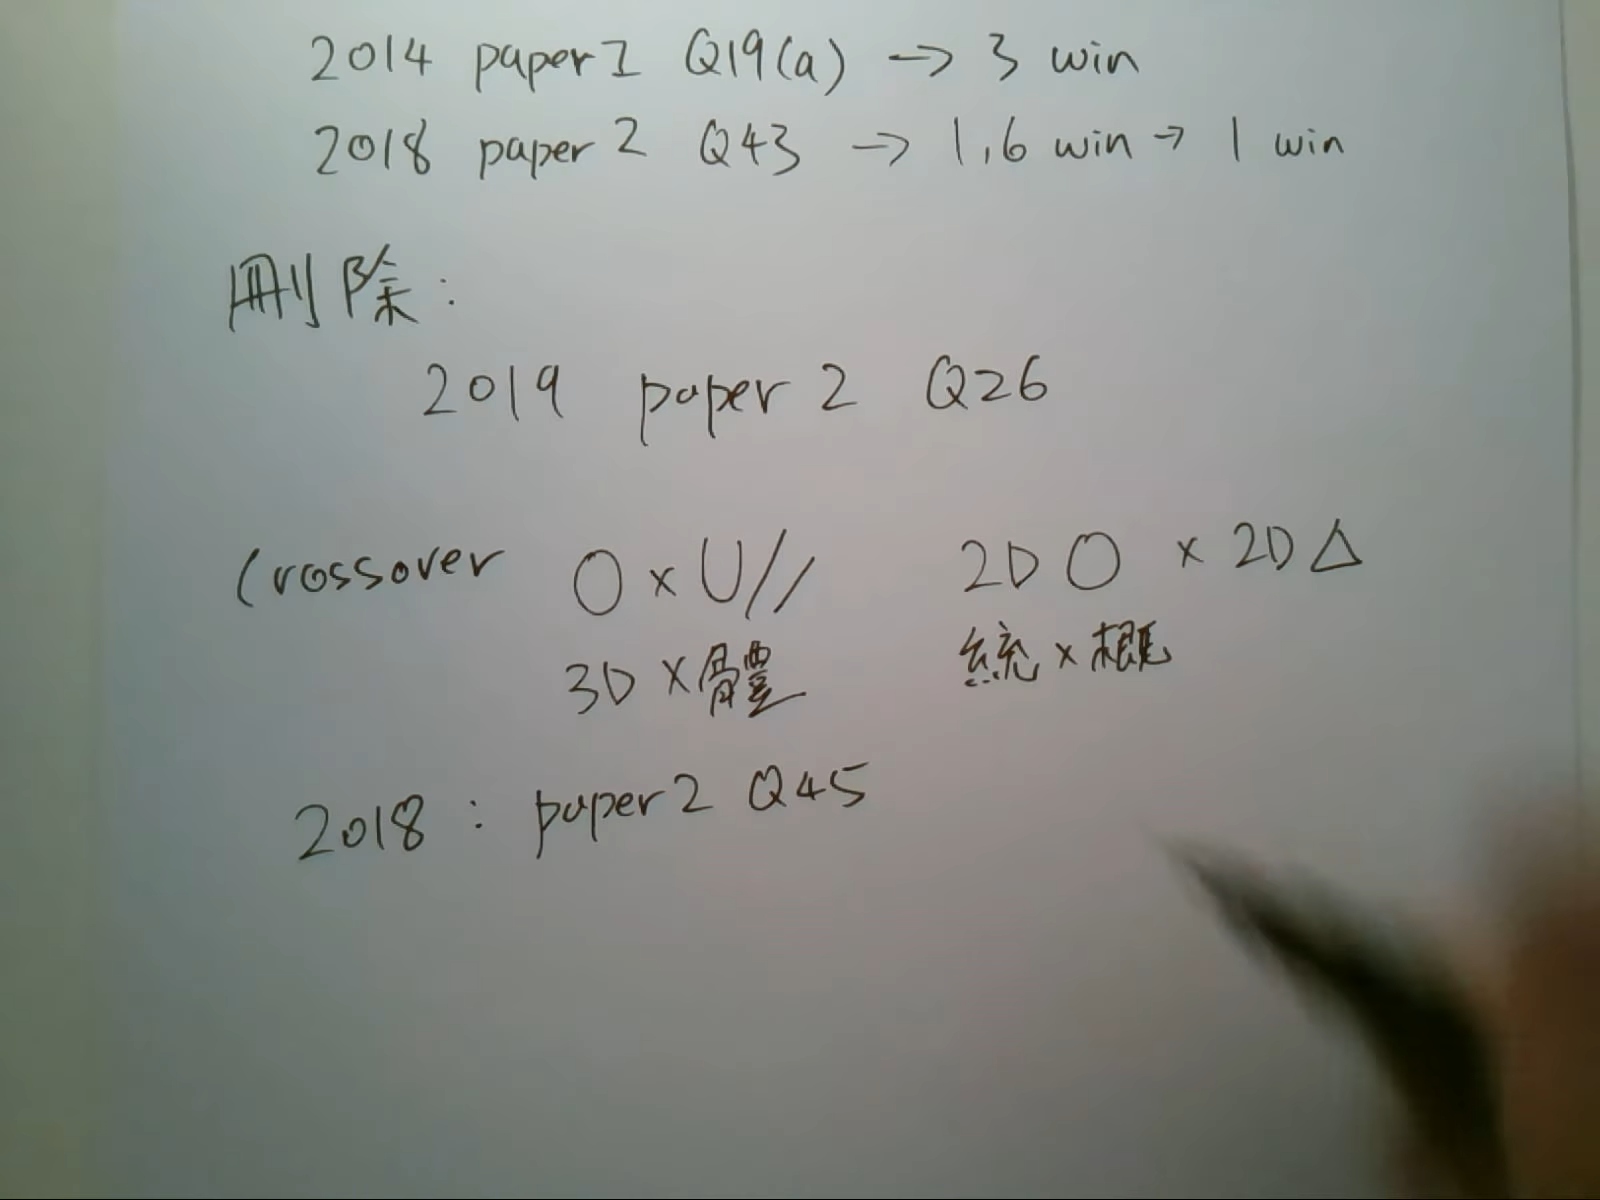 2014 paper 1 Q19(a) → 3 win
2018 paper 2 Q43 → 1,6 win → 1 win
刪除:
2019 paper 2 Q26
Crossover O x U// 2D O x 2D △
3D x 體 統 x 概
2018 : paper 2 Q45